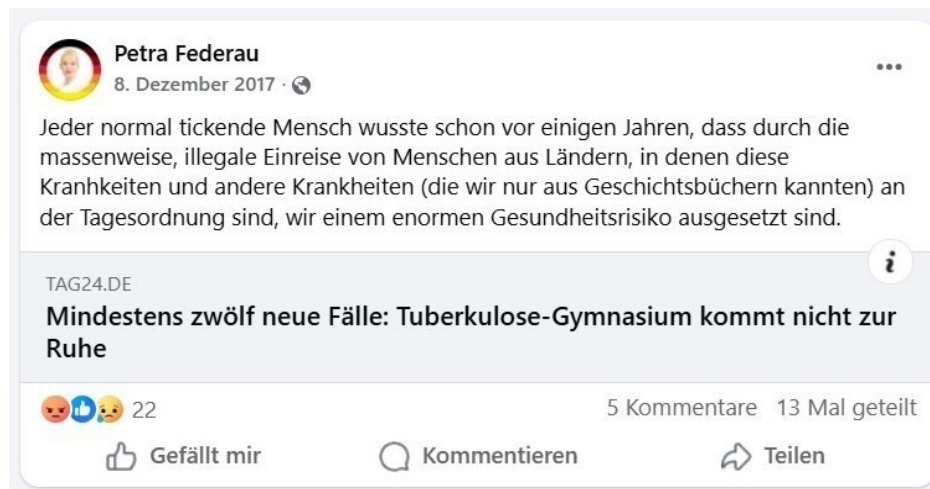 Petra Federau
8. Dezember 2017 ·
Jeder normal tickende Mensch wusste schon vor einigen Jahren, dass durch die
massenweise, illegale Einreise von Menschen aus Ländern, in denen diese
Kranhkeiten und andere Krankheiten (die wir nur aus Geschichtsbüchern kannten) an
der Tagesordnung sind, wir einem enormen Gesundheitsrisiko ausgesetzt sind.
TAG24.DE
Mindestens zwölf neue Fälle: Tuberkulose-Gymnasium kommt nicht zur
Ruhe
22 5 Kommentare 13 Mal geteilt
Gefällt mir Kommentieren Teilen